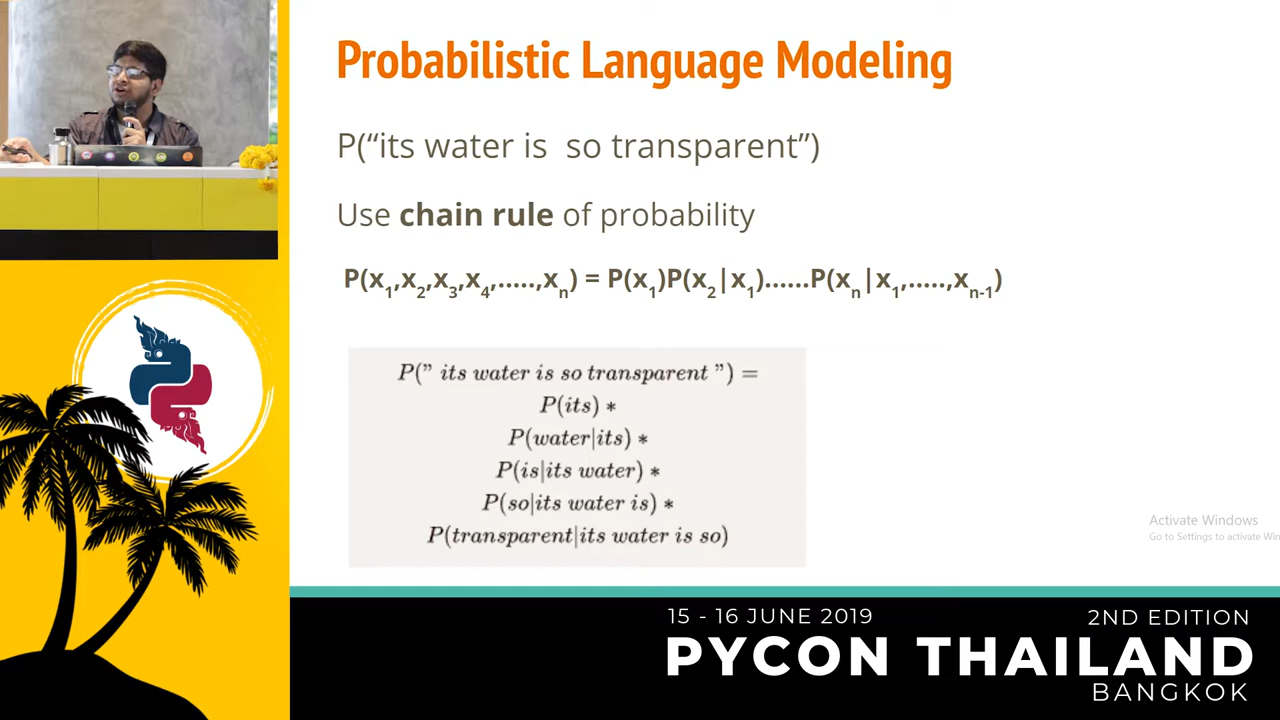 Probabilistic Language Modeling
P(“its water is so transparent”)
Use chain rule of probability
P(x1,x2,x3,x4,.....,xn) = P(x1)P(x2|x1)......P(xn|x1,.....,xn-1)
P(” its water is so transparent ”) =
P(its) *
P(water|its) *
P(is|its water) *
P(so|its water is) *
P(transparent|its water is so)
Activate Windows
Go to Settings to activate Win
15 - 16 JUNE 2019
2ND EDITION
PYCON THAILAND
BANGKOK